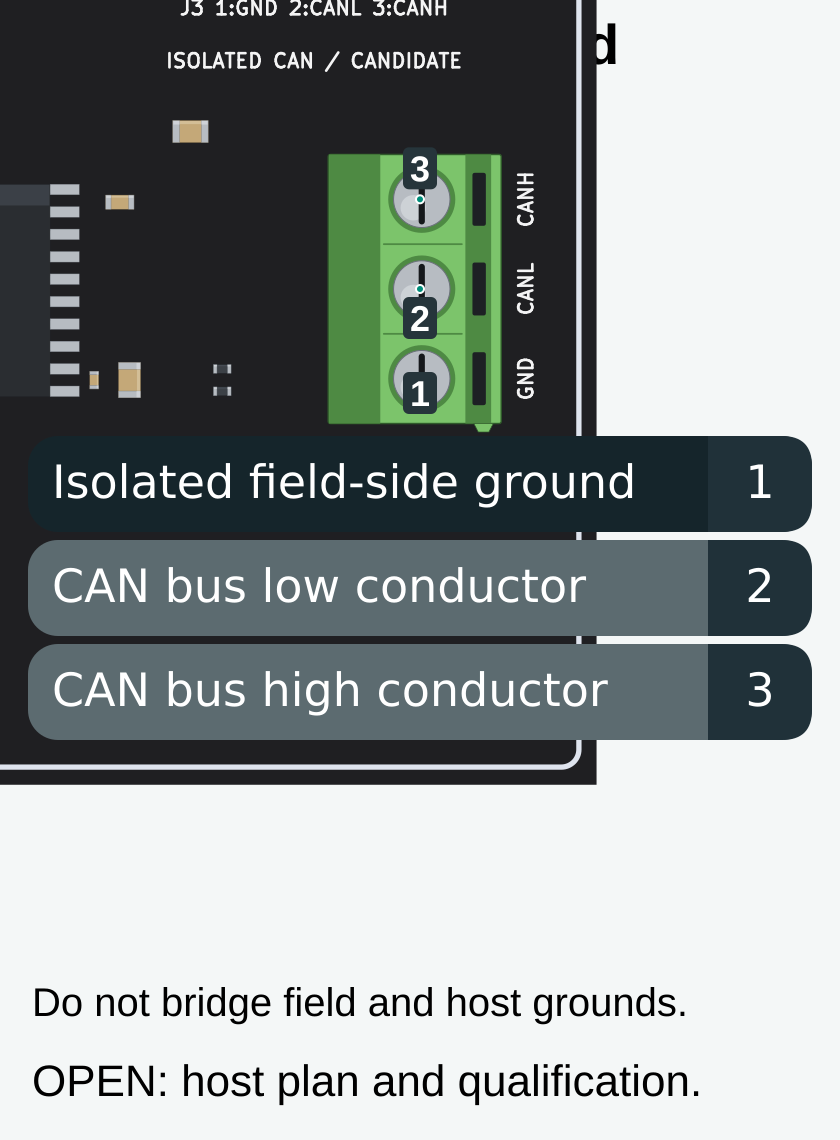 J3 1:GND 2:CANL 3:CANH
d
ISOLATED CAN / CANDIDATE
3
CANH
CANL
2
GND
1
Isolated field-side ground 1
CAN bus low conductor 2
CAN bus high conductor 3
Do not bridge field and host grounds.
OPEN: host plan and qualification.